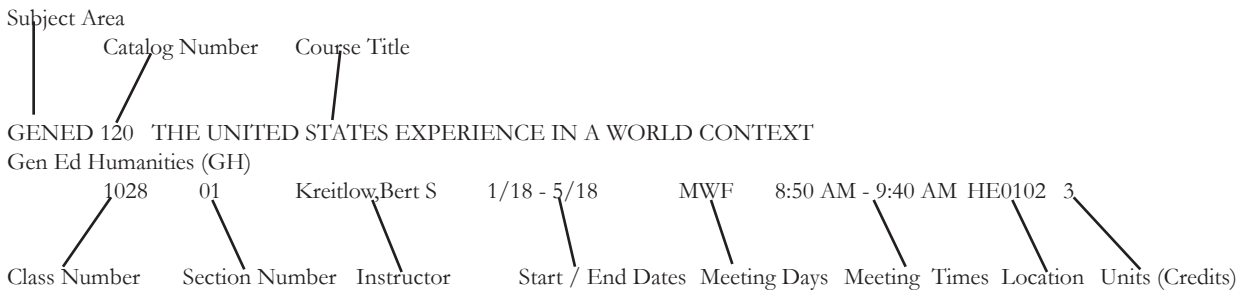 Subject Area
Catalog Number Course Title
GENED 120 THE UNITED STATES EXPERIENCE IN A WORLD CONTEXT
Gen Ed Humanities (GH)
1028 01 Kreitlow,Bert S 1/18 - 5/18 MWF 8:50 AM - 9:40 AM HE0102 3
Class Number Section Number Instructor Start / End Dates Meeting Days Meeting Times Location Units (Credits)